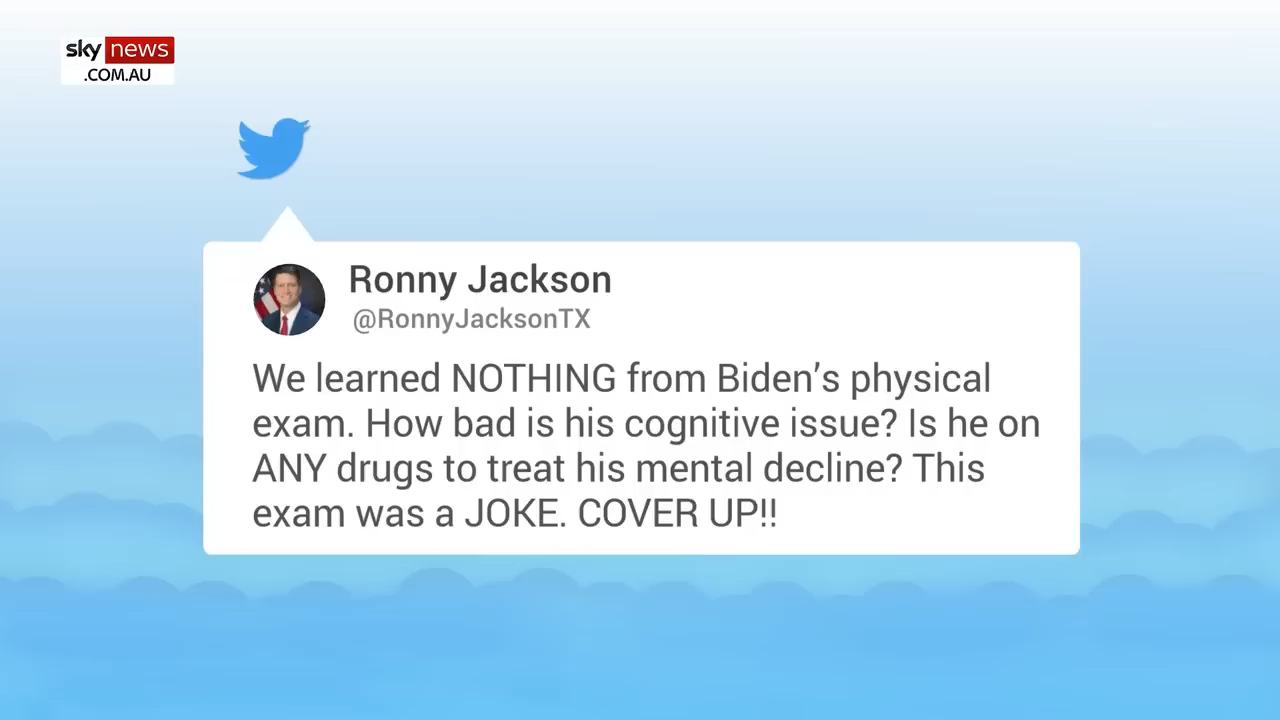 sky news
.COM.AU
Ronny Jackson
@RonnyJacksonTX
We learned NOTHING from Biden’s physical
exam. How bad is his cognitive issue? Is he on
ANY drugs to treat his mental decline? This
exam was a JOKE. COVER UP!!